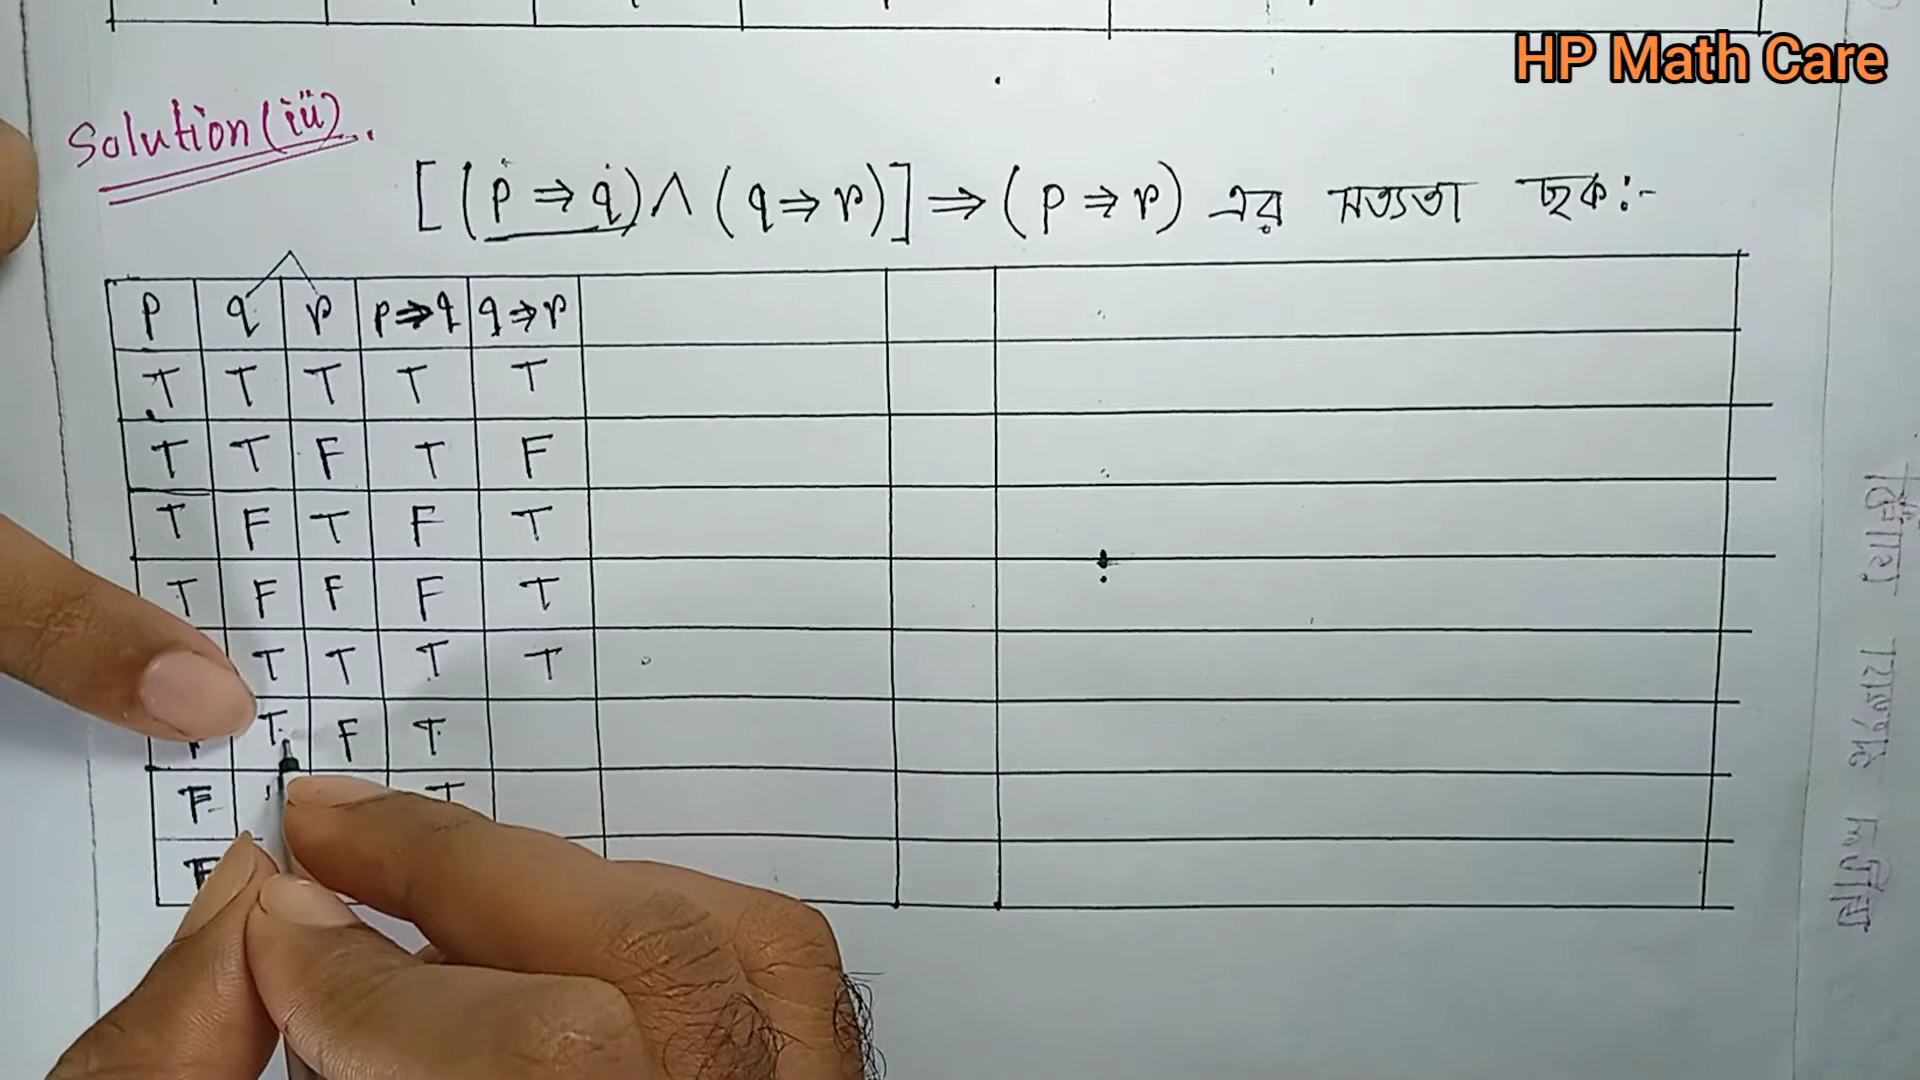 HP Math Care
Solution (iii).
[(p ⇒ q) ∧ (q ⇒ r)] ⇒ (p ⇒ r) এর সত্যতা ছক:-
p q r p⇒q q⇒r
T T T T T
T T F T F
T F T F T
T F F F T
T T T T
T F T
F T
F